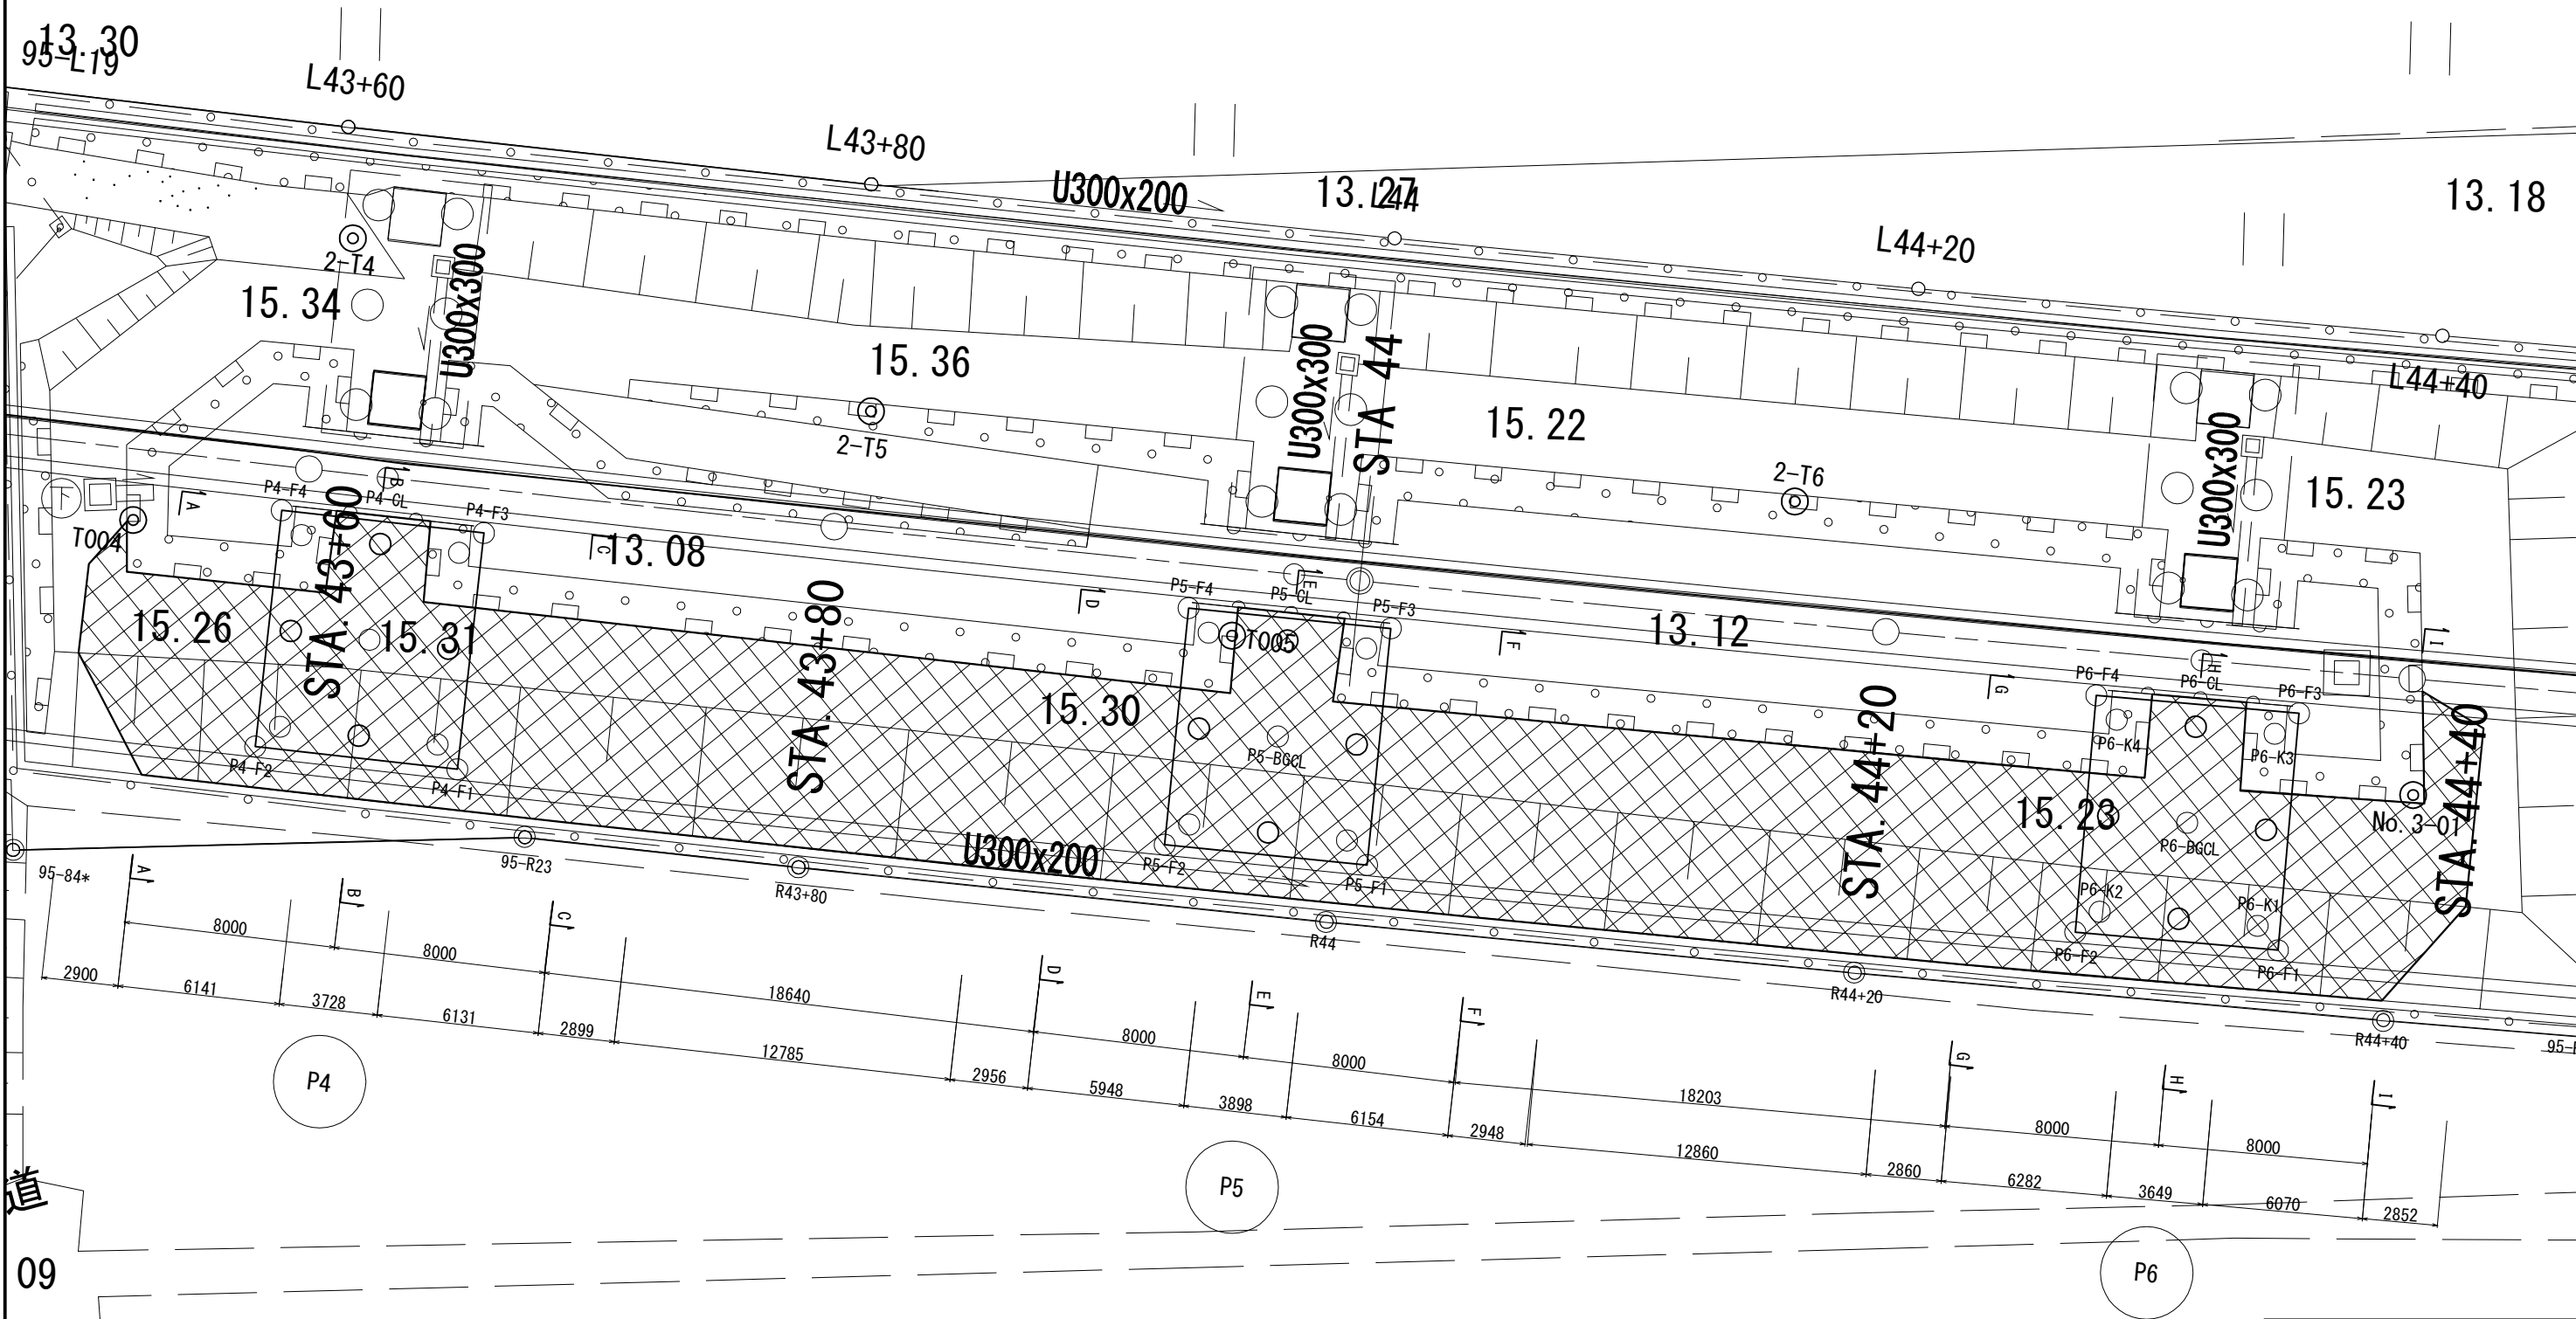 13.30
95-L19
L43+60
L43+80
U300x200
13.27
L44
L44+20
13.18
2-T4
15.34
U300x300
15.36
2-T5
U300x300
STA 44
15.22
2-T6
L44+40
U300x300
15.23
P4-F4
P4-CL
P4-F3
A
B
T004
STA. 43+60
C
13.08
15.26
15.31
STA. 43+80
D
P5-F4
P5-CL
E
P5-F3
T005
F
13.12
15.30
P5-BGCL
G
P6-F4
P6-CL
H
P6-F3
I
P6-K4
P6-K3
STA. 44+20
15.23
STA. 44+40
No. 3-01
P6-BGCL
P4-F2
P4-F1
U300x200
P5-F2
P5-F1
P6-K2
P6-K1
P6-F2
P6-F1
95-84*
95-R23
R43+80
R44
R44+20
R44+40
A
B
C
D
E
F
G
H
I
8000
8000
18640
8000
8000
18203
8000
8000
2900
6141
3728
6131
2899
12785
2956
5948
3898
6154
2948
12860
2860
6282
3649
6070
2852
P4
P5
P6
道
09